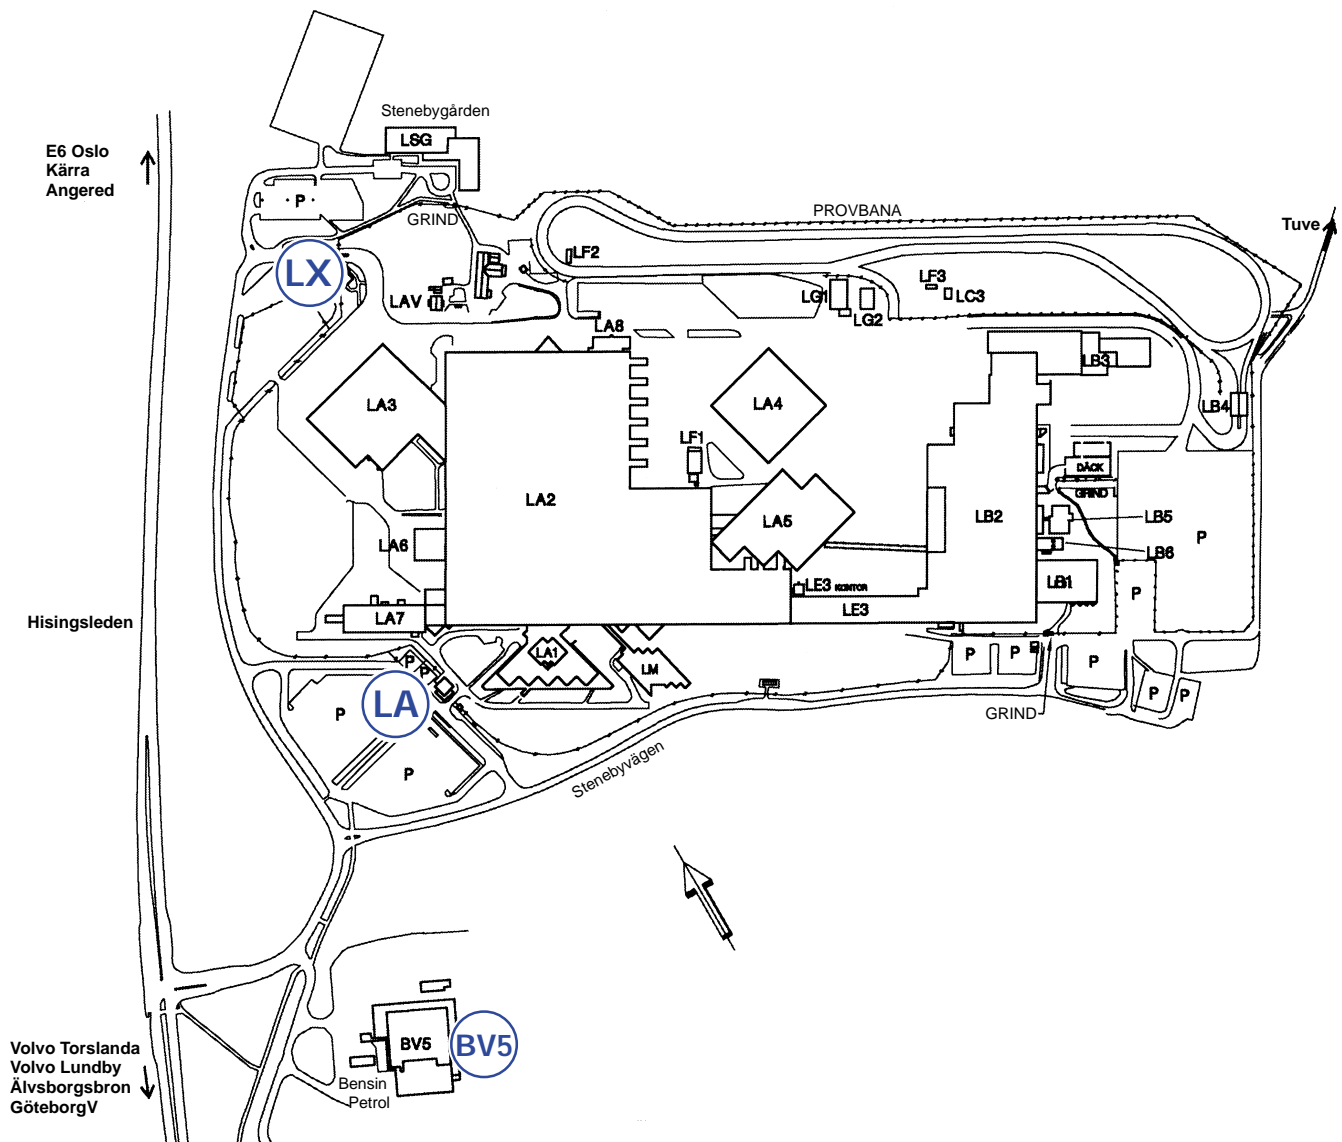 Stenebygården
LSG
E6 Oslo
Kärra
Angered
P
GRIND
PROVBANA
Tuve
LX
LF2
LAV
LG1
LG2
LF3
LC3
LA8
LB3
LA3
LA4
LB4
LF1
DÄCK
GRIND
LA2
LA5
LB2
LB5
P
LA6
LB6
LB1
LE3 KONTOR
P
LE3
LA7
Hisingsleden
LA1
LM
P
P
P
P
P
P
P
LA
P
GRIND
P
Stenebyvägen
BV5
BV5
Volvo Torslanda
Volvo Lundby
Älvsborgsbron
GöteborgV
Bensin
Petrol